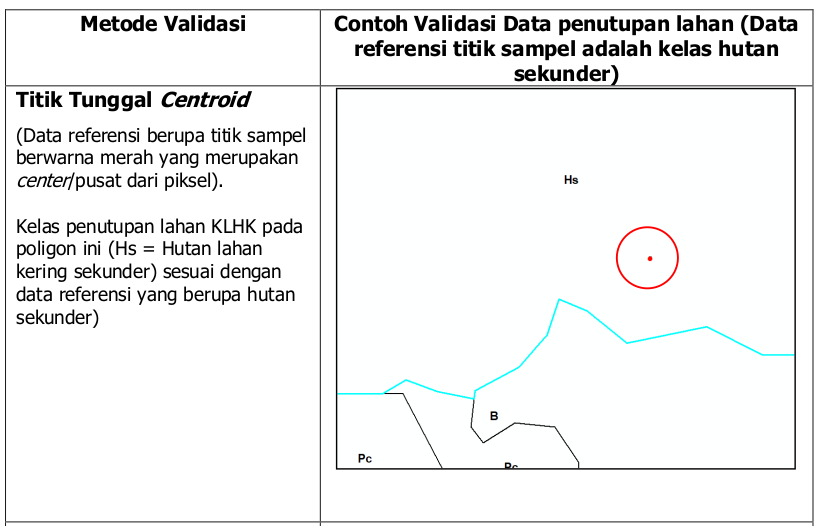 Metode Validasi
Contoh Validasi Data penutupan lahan (Data
referensi titik sampel adalah kelas hutan
sekunder)
Titik Tunggal Centroid
(Data referensi berupa titik sampel
berwarna merah yang merupakan
center/pusat dari piksel).
Kelas penutupan lahan KLHK pada
poligon ini (Hs = Hutan lahan
kering sekunder) sesuai dengan
data referensi yang berupa hutan
sekunder)
Hs
B
Pc
Pc